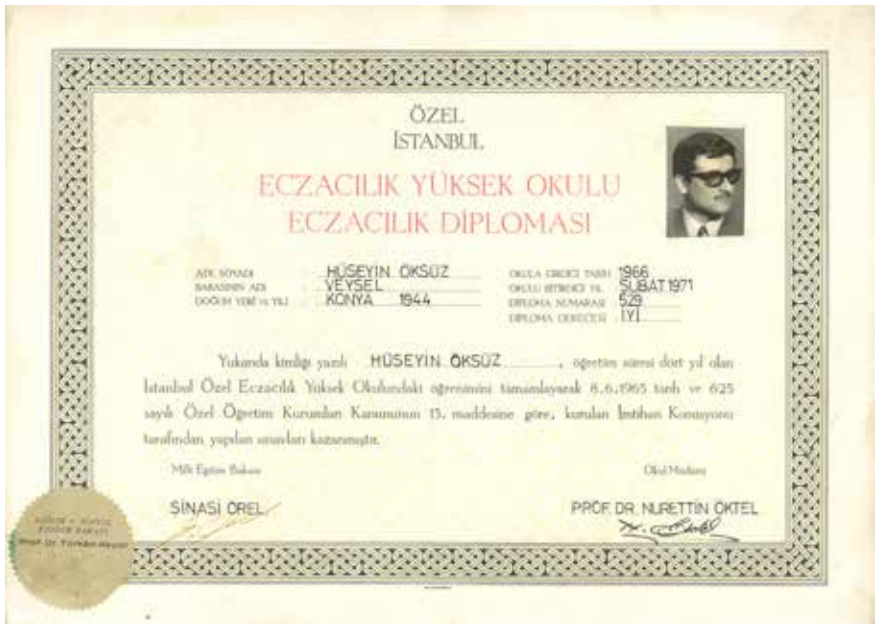 ÖZEL
İSTANBUL
ECZACILIK YÜKSEK OKULU
ECZACILIK DİPLOMASI
ADI, SOYADI : HÜSEYİN ÖKSÜZ
BABASININ ADI : VEYSEL
DOĞUM YERİ ve YILI : KONYA 1944
OKULA GİRDİĞİ TARİH 1966
OKULU BİTİRDİĞİ YIL ŞUBAT 1971
DİPLOMA NUMARASI 529
DİPLOMA DERECESİ İYİ
Yukarıda kimliği yazılı HÜSEYİN ÖKSÜZ, öğretim süresi dört yıl olan
İstanbul Özel Eczacılık Yüksek Okulundaki öğrenimini tamamlayarak 8.6.1965 tarih ve 625
sayılı Özel Öğretim Kurumları Kanununun 13. maddesine göre, kurulan İmtihan Komisyonu
tarafından yapılan sınavları kazanmıştır.
Milli Eğitim Bakanı
Okul Müdürü
ŞİNASİ OREL
PROF. DR. NURETTİN ÖKTEL